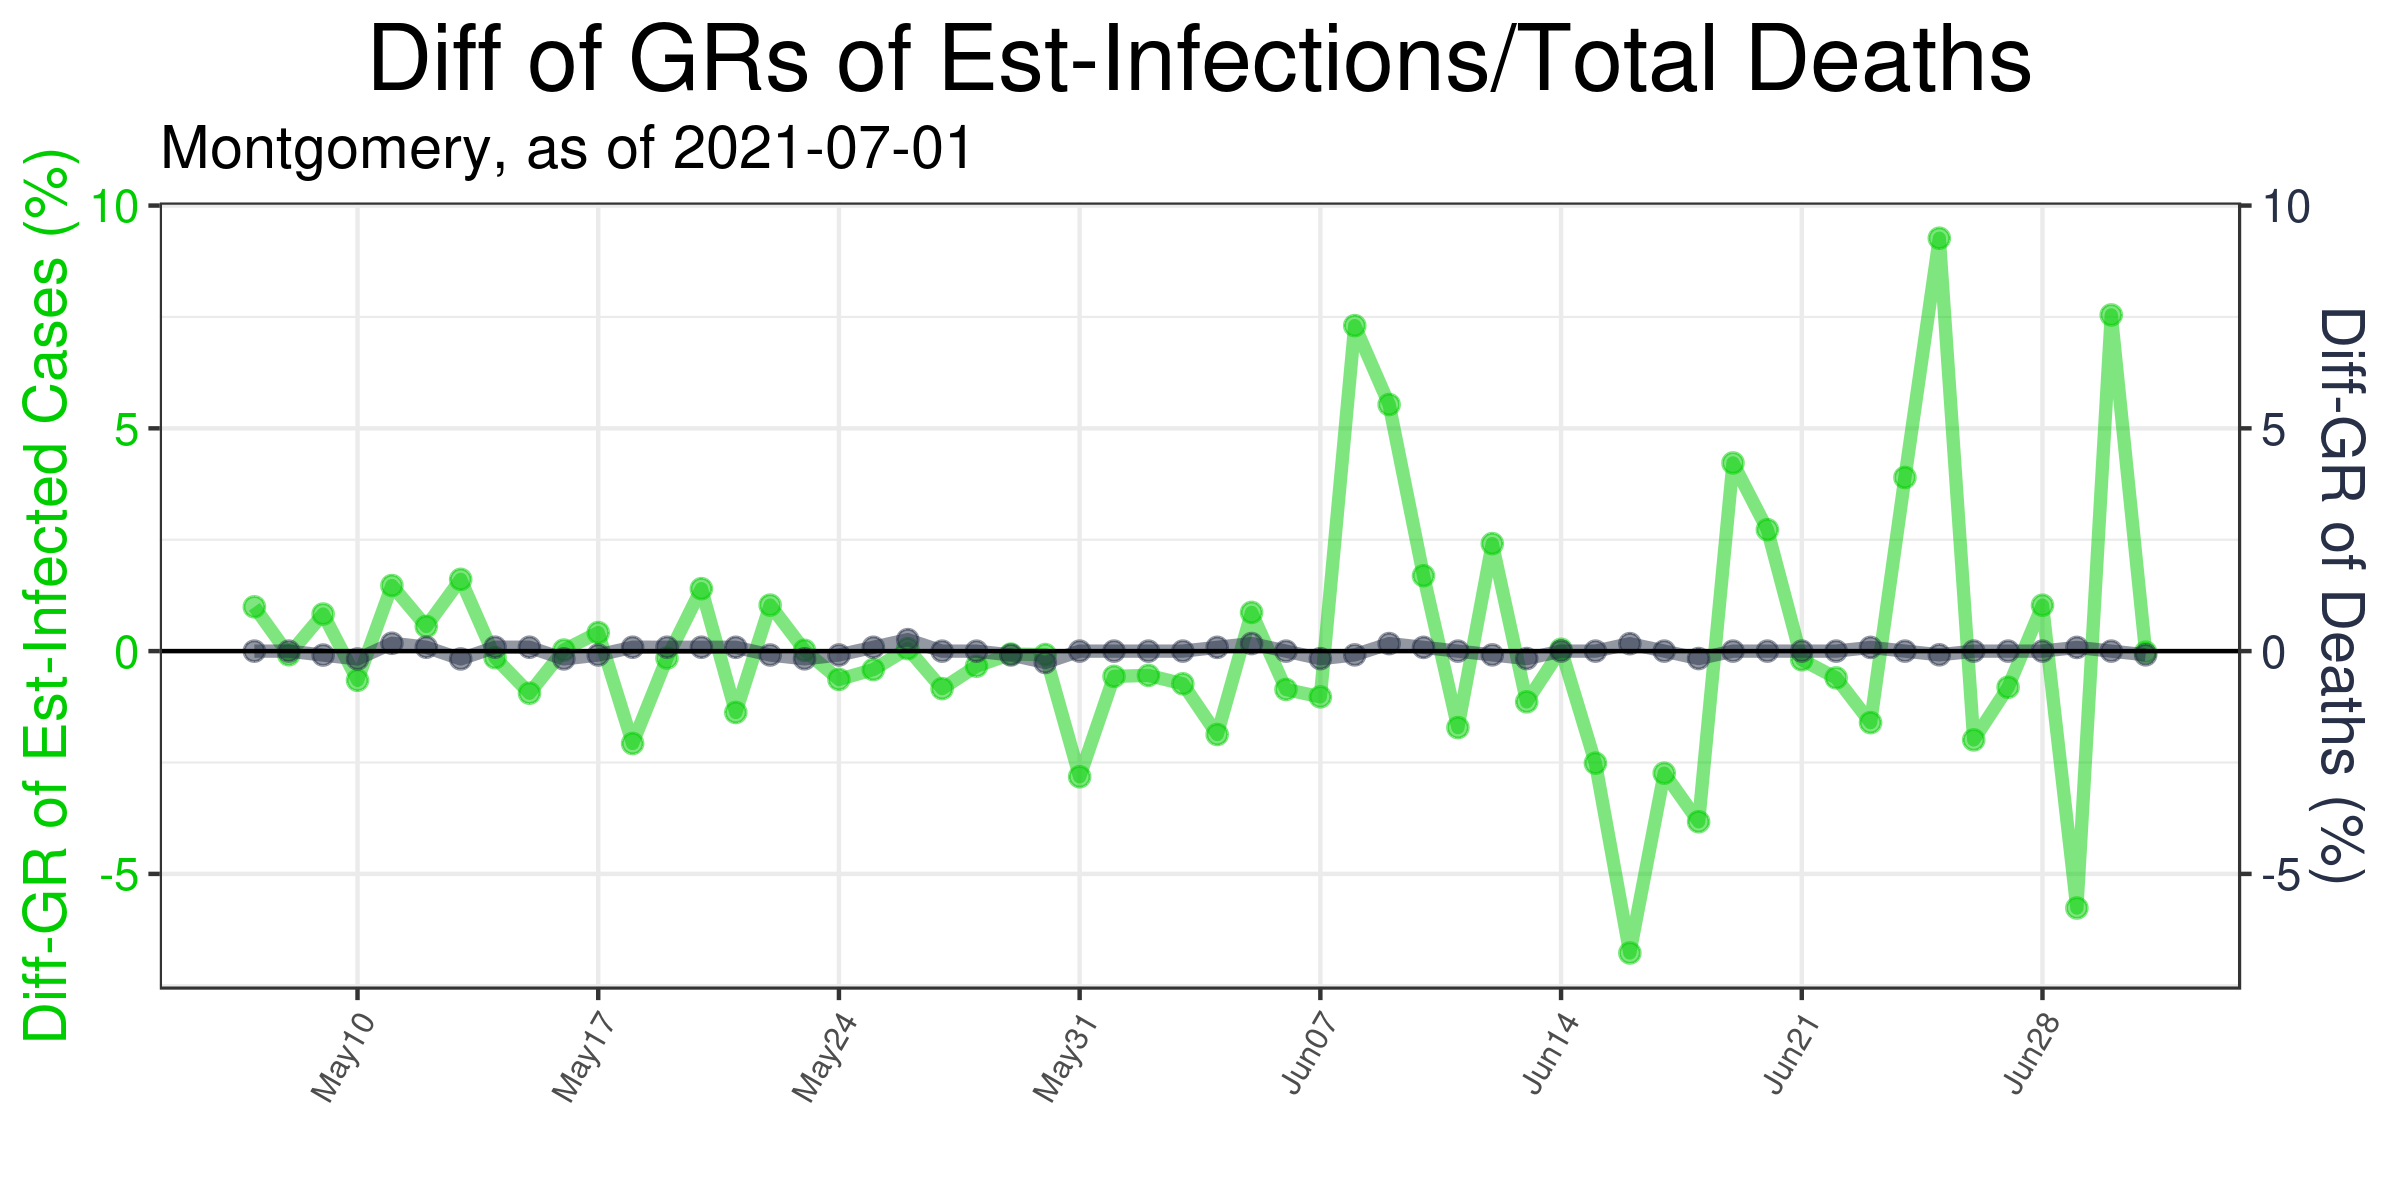 Diff of GRs of Est-Infections/Total Deaths
Montgomery, as of 2021-07-01
Diff-GR of Est-Infected Cases (%)
10
5
0
-5
10
5
0
-5
Diff-GR of Deaths (%)
May10
May17
May24
May31
Jun07
Jun14
Jun21
Jun28